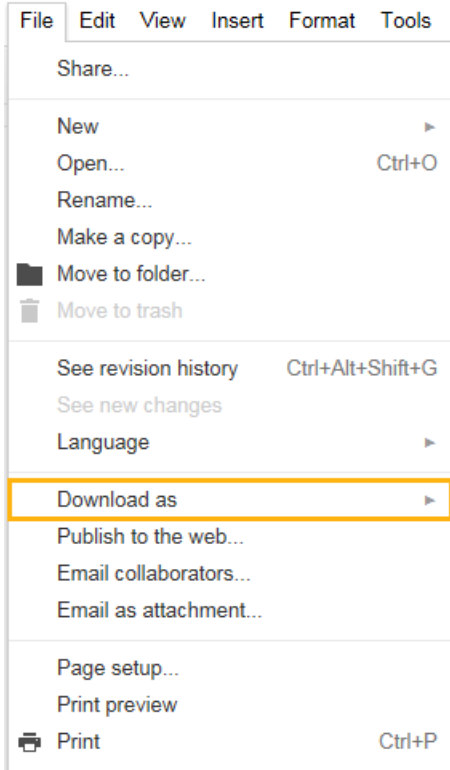 File Edit View Insert Format Tools
Share...
New
Open... Ctrl+O
Rename...
Make a copy...
Move to folder...
Move to trash
See revision history Ctrl+Alt+Shift+G
See new changes
Language
Download as
Publish to the web...
Email collaborators...
Email as attachment...
Page setup...
Print preview
Print Ctrl+P